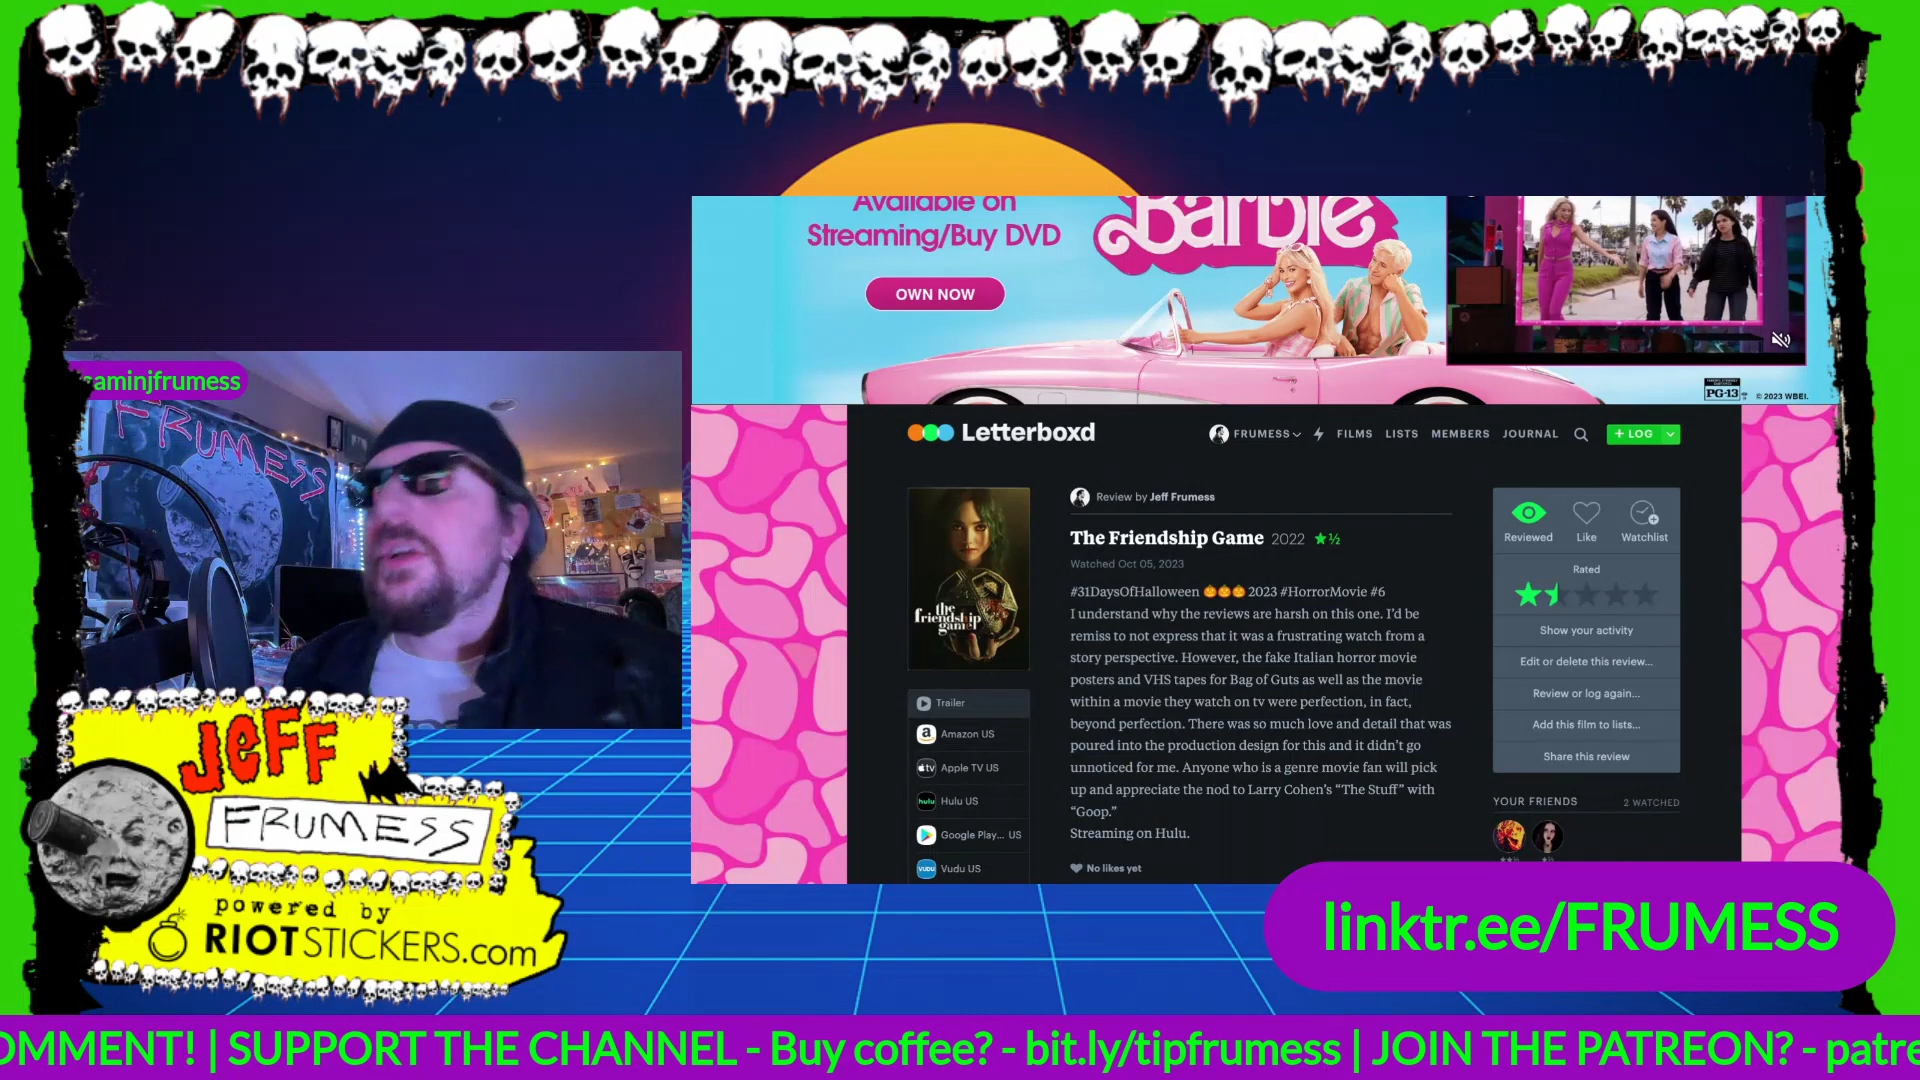 Available on
Streaming/Buy DVD
OWN NOW
Barbie
PG-13
© 2023 WBEI.
aminjfrumess
FRUMESS
Letterboxd
FRUMESS
FILMS
LISTS
MEMBERS
JOURNAL
+ LOG
the
friendship
game
Review by Jeff Frumess
The Friendship Game 2022 ★½
Watched Oct 05, 2023
#31DaysOfHalloween 🎃🎃🎃 2023 #HorrorMovie #6
I understand why the reviews are harsh on this one. I'd be
remiss to not express that it was a frustrating watch from a
story perspective. However, the fake Italian horror movie
posters and VHS tapes for Bag of Guts as well as the movie
within a movie they watch on tv were perfection, in fact,
beyond perfection. There was so much love and detail that was
poured into the production design for this and it didn't go
unnoticed for me. Anyone who is a genre movie fan will pick
up and appreciate the nod to Larry Cohen's “The Stuff” with
“Goop.”
Streaming on Hulu.
No likes yet
Trailer
Amazon US
Apple TV US
Hulu US
Google Play... US
Vudu US
Reviewed
Like
Watchlist
Rated
Show your activity
Edit or delete this review...
Review or log again...
Add this film to lists...
Share this review
YOUR FRIENDS
2 WATCHED
JEFF
FRUMESS
powered by
RIOTSTICKERS.com
linktr.ee/FRUMESS
OMMENT! | SUPPORT THE CHANNEL - Buy coffee? - bit.ly/tipfrumess | JOIN THE PATREON? - patre